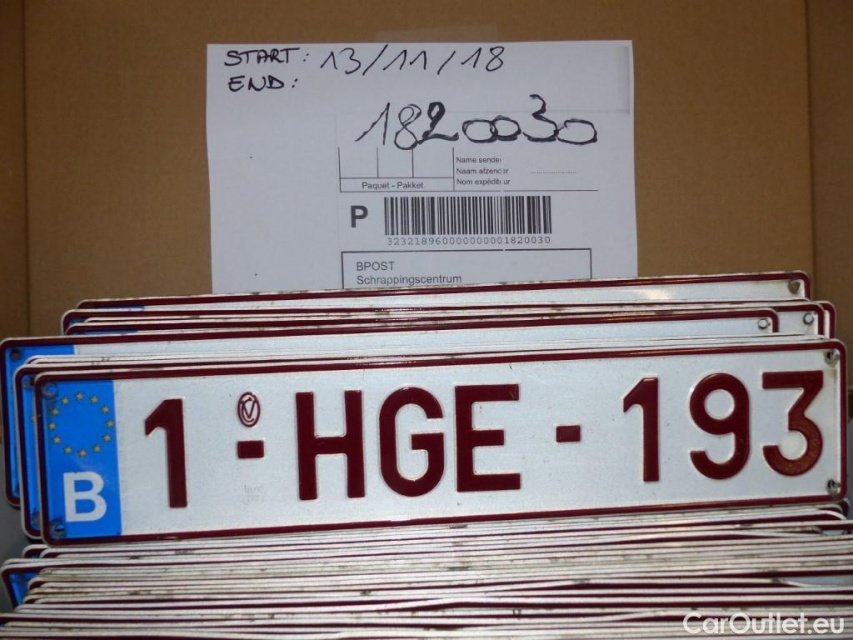 START: 13/11/18
END:
1820030
Name sender
Naam afzender
Paquet - Pakket
Nom expéditeur
P
323218960000000001820030
BPOST
Schrappingscentrum
1-HGE-193
B
CarOutlet.eu